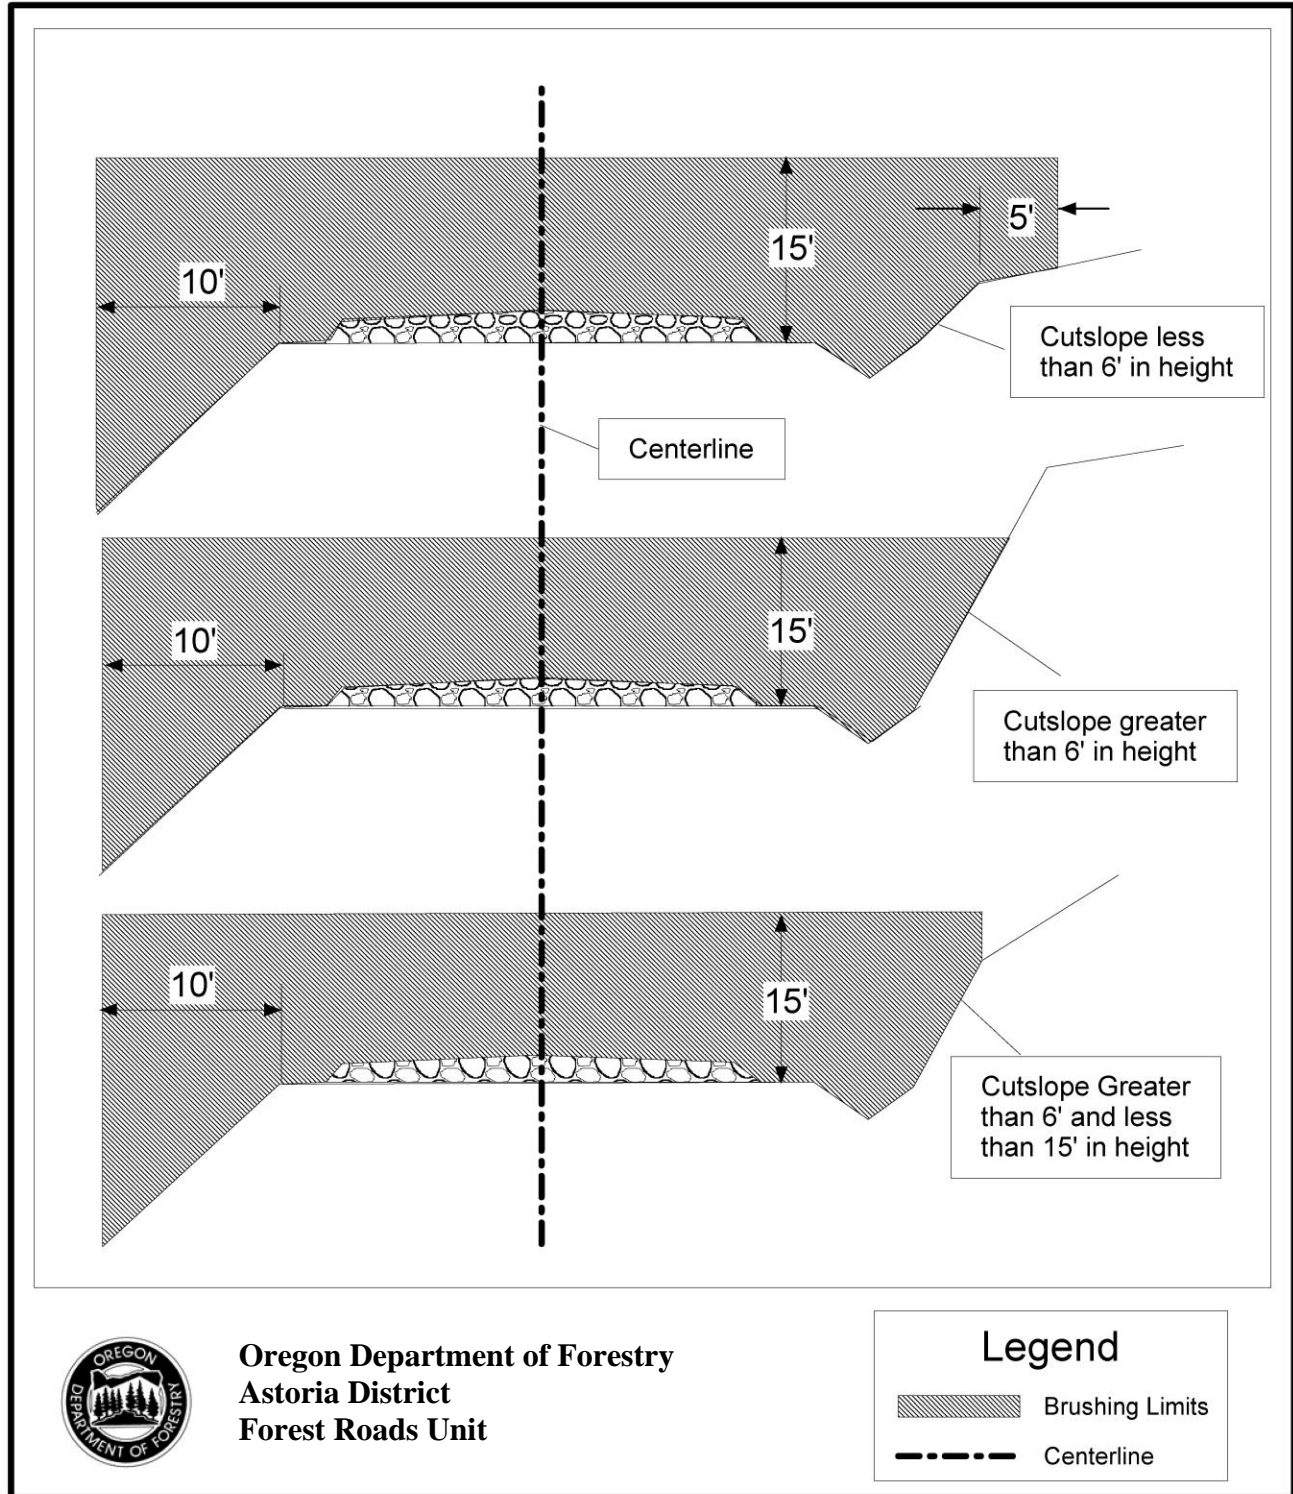 5'
15'
10'
Cutslope less
than 6' in height
Centerline
15'
10'
Cutslope greater
than 6' in height
10'
15'
Cutslope Greater
than 6' and less
than 15' in height
OREGON
DEPARTMENT OF FORESTRY
Oregon Department of Forestry
Astoria District
Forest Roads Unit
Legend
Brushing Limits
Centerline